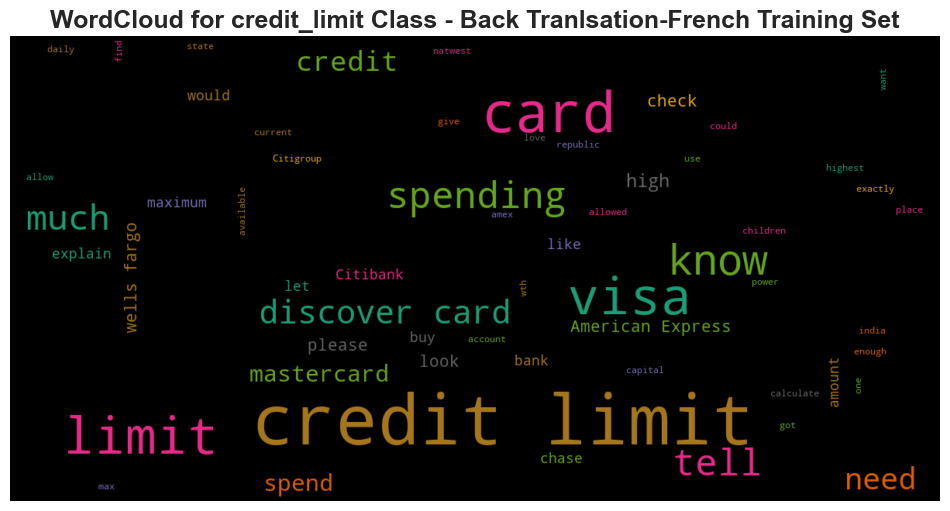 WordCloud for credit_limit Class - Back Tranlsation-French Training Set
daily
find
state
credit
natwest
want
would
card
check
current
give
love
republic
could
Citigroup
use
allow
highest
much
maximum
available
spending
amex
high
allowed
exactly
place
explain
wells fargo
like
children
know
Citibank
let
wth
visa
power
discover card
American Express
please
buy
account
look
bank
india
enough
mastercard
capital
amount
one
calculate
limit
credit limit
got
chase
tell
max
spend
need